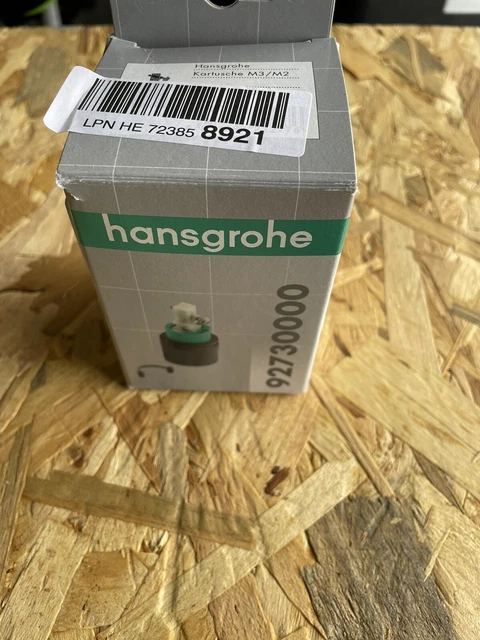 Hansgrohe
Kartusche M3/M2
LPN HE 72385 8921
hansgrohe
92730000